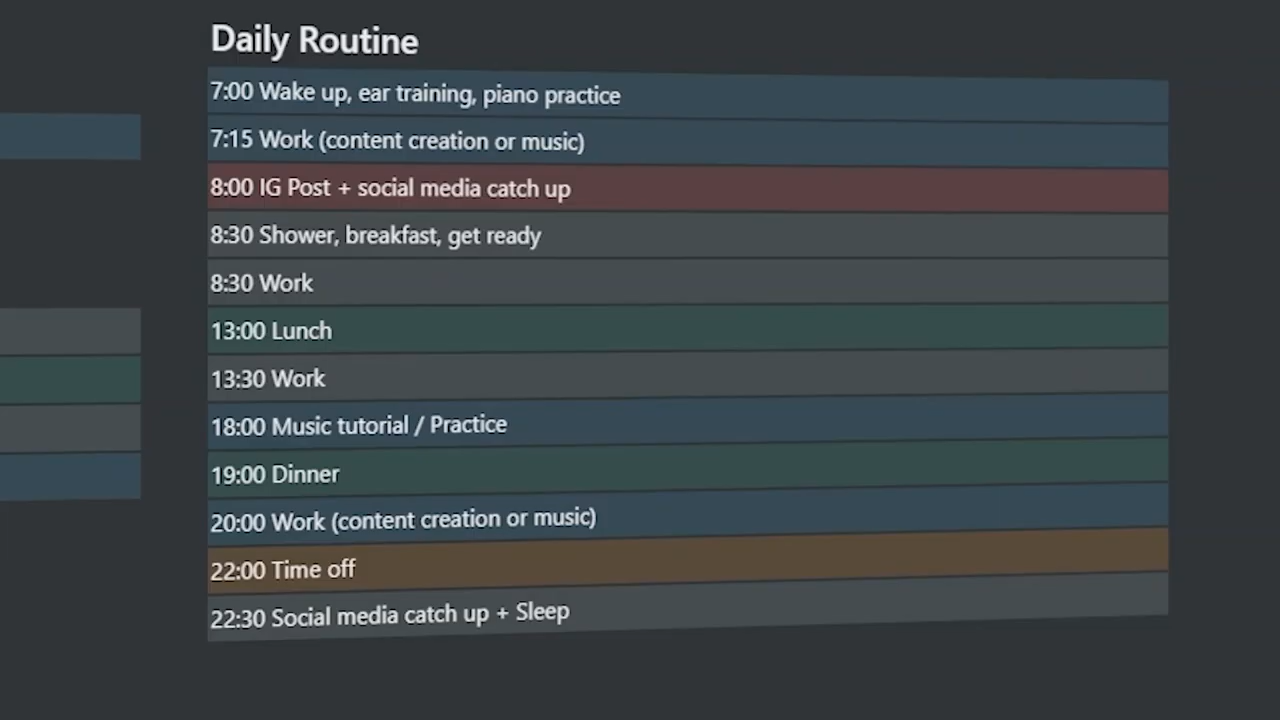 Daily Routine
7:00 Wake up, ear training, piano practice
7:15 Work (content creation or music)
8:00 IG Post + social media catch up
8:30 Shower, breakfast, get ready
8:30 Work
13:00 Lunch
13:30 Work
18:00 Music tutorial / Practice
19:00 Dinner
20:00 Work (content creation or music)
22:00 Time off
22:30 Social media catch up + Sleep